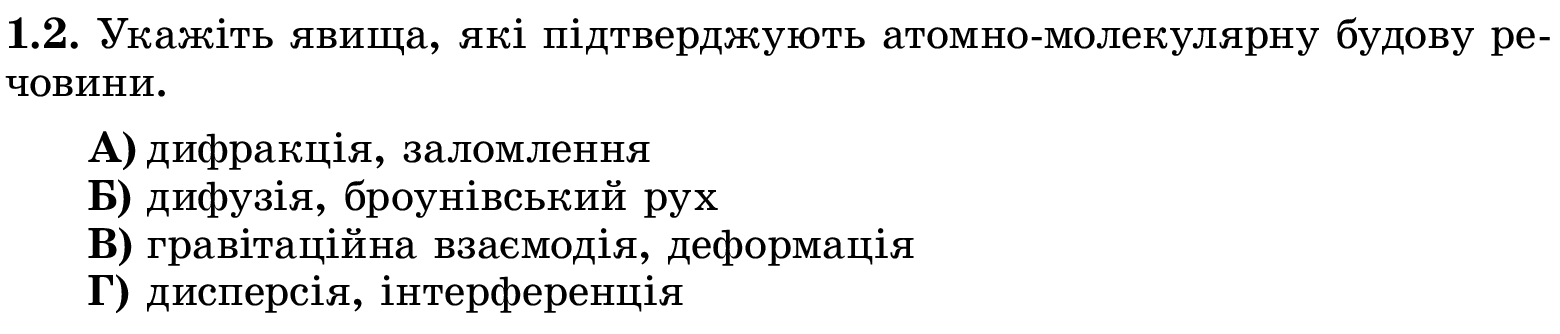 1.2. Укажіть явища, які підтверджують атомно-молекулярну будову ре-
човини.
А) дифракція, заломлення
Б) дифузія, броунівський рух
В) гравітаційна взаємодія, деформація
Г) дисперсія, інтерференція